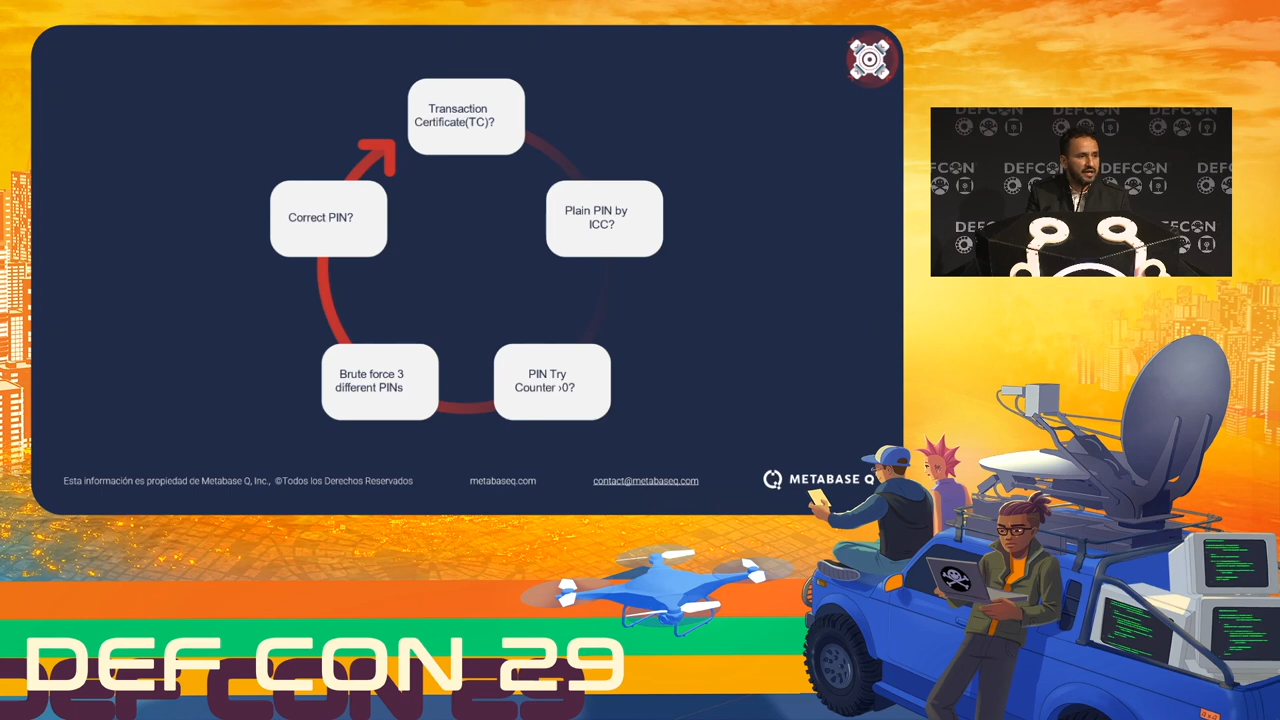 Transaction
Certificate(TC)?
Correct PIN?
Plain PIN by
ICC?
Brute force 3
different PINs
PIN Try
Counter ›0?
Esta información es propiedad de Metabase Q, Inc., ©Todos los Derechos Reservados
metabaseq.com
contact@metabaseq.com
METABASE Q
DEFCON
DEFCON
DEFCON
DEF CON 29